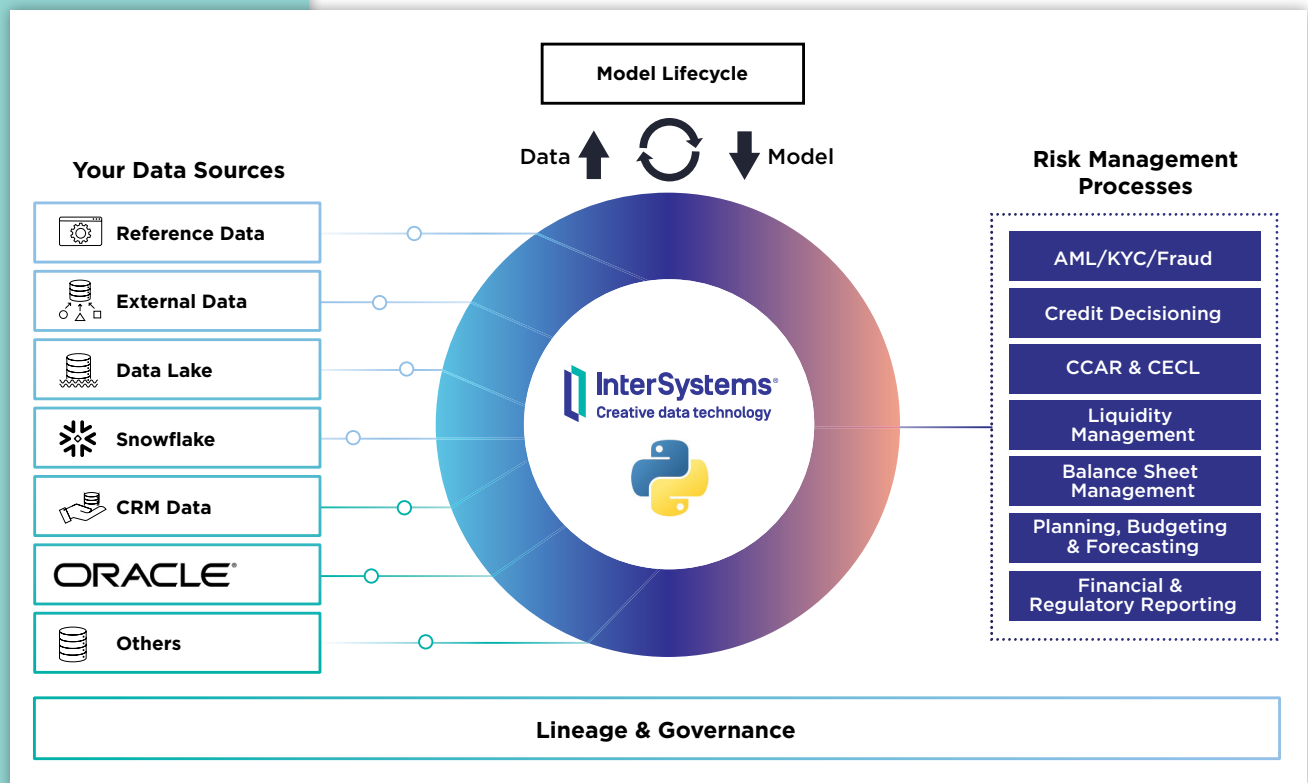 Model Lifecycle
Data
Model
Your Data Sources
Reference Data
External Data
Data Lake
Snowflake
CRM Data
ORACLE®
Others
InterSystems®
Creative data technology
Risk Management
Processes
AML/KYC/Fraud
Credit Decisioning
CCAR & CECL
Liquidity
Management
Balance Sheet
Management
Planning, Budgeting
& Forecasting
Financial &
Regulatory Reporting
Lineage & Governance